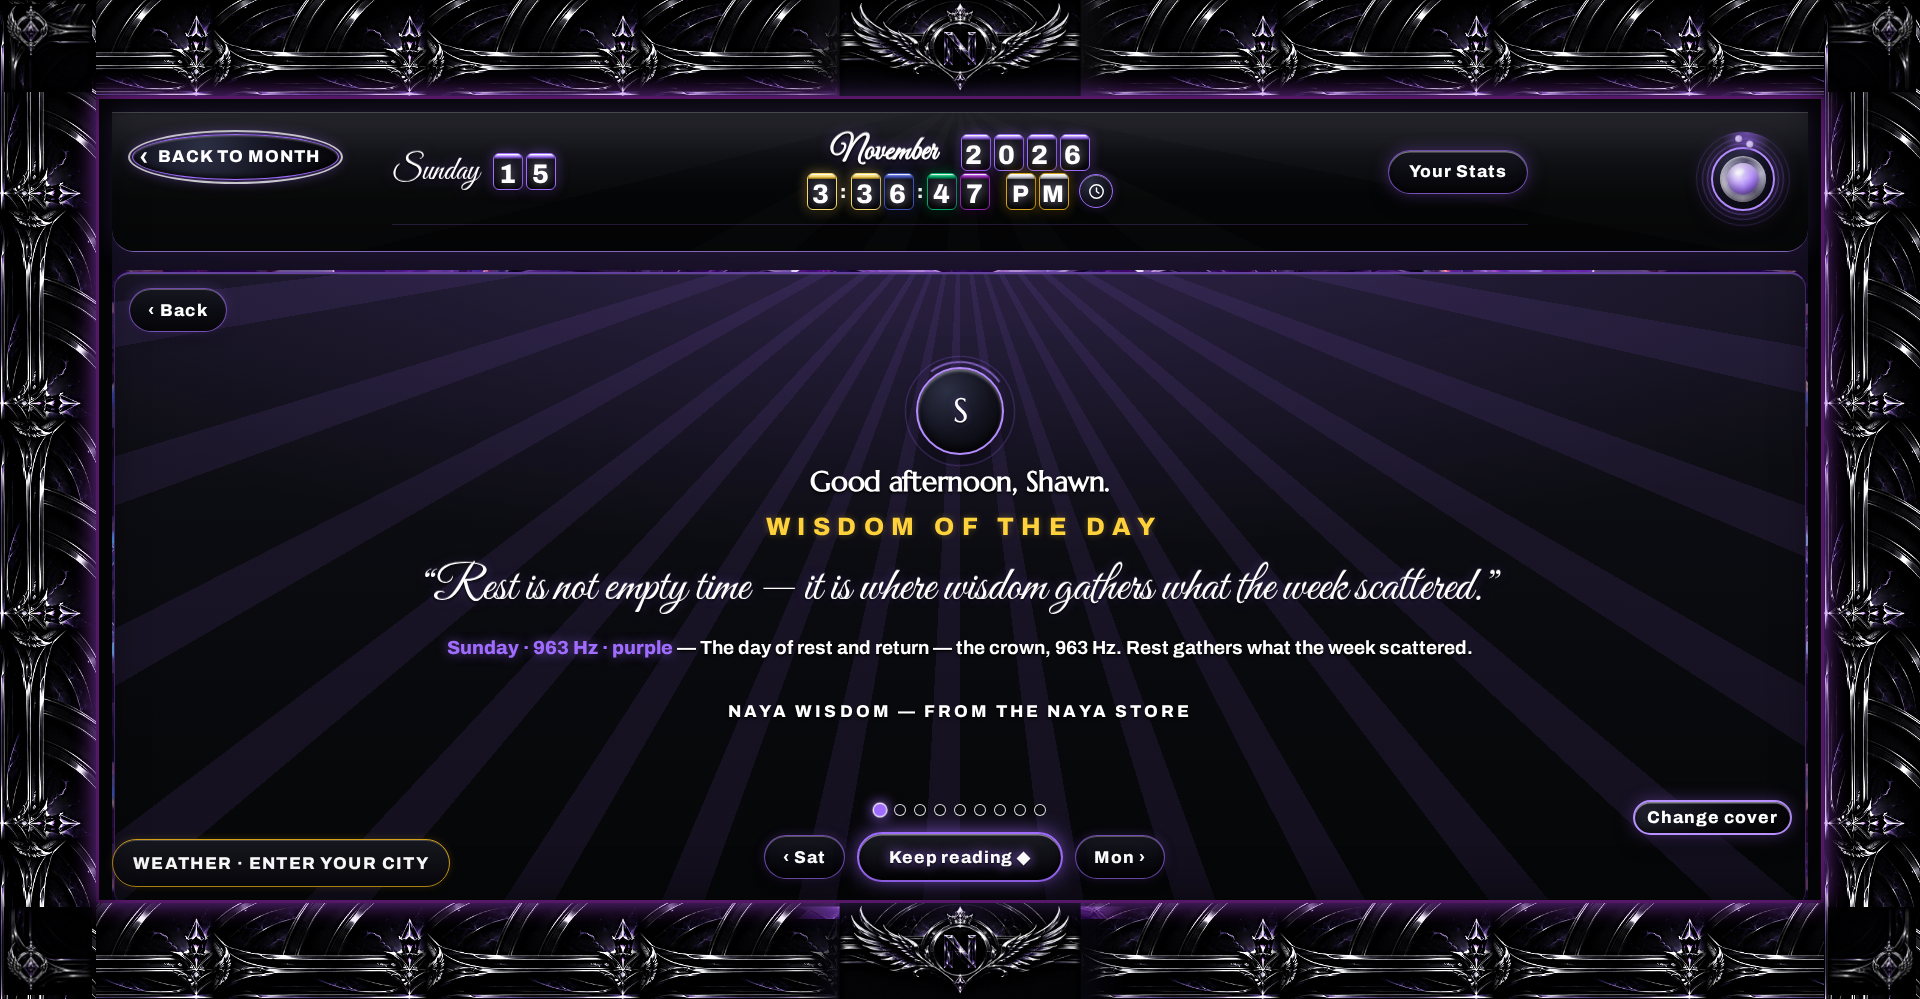 N
‹ BACK TO MONTH
Sunday 15
November 2026
3:36:47 PM
Your Stats
‹ Back
S
Good afternoon, Shawn.
WISDOM OF THE DAY
“Rest is not empty time — it is where wisdom gathers what the week scattered.”
Sunday · 963 Hz · purple — The day of rest and return — the crown, 963 Hz. Rest gathers what the week scattered.
NAYA WISDOM — FROM THE NAYA STORE
Change cover
WEATHER · ENTER YOUR CITY
‹ Sat
Keep reading ◆
Mon ›
N